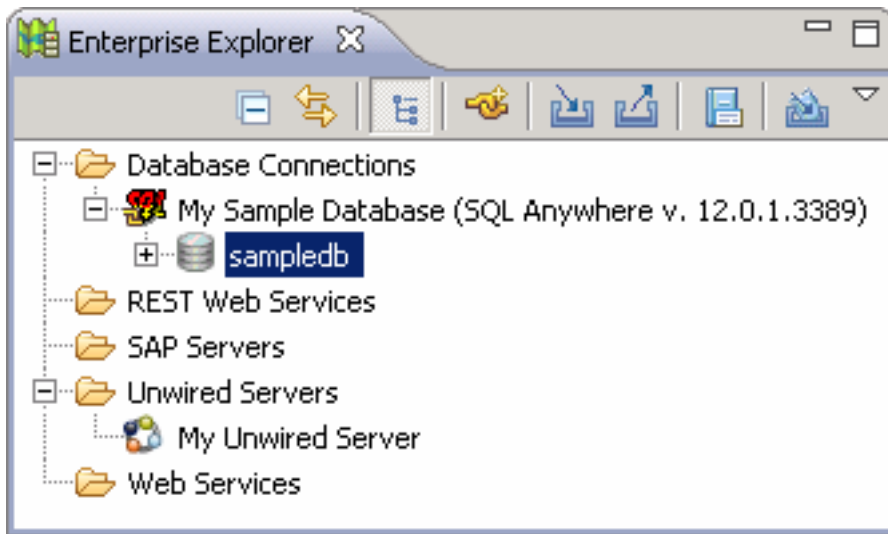 Enterprise Explorer
Database Connections
My Sample Database (SQL Anywhere v. 12.0.1.3389)
sampledb
REST Web Services
SAP Servers
Unwired Servers
My Unwired Server
Web Services